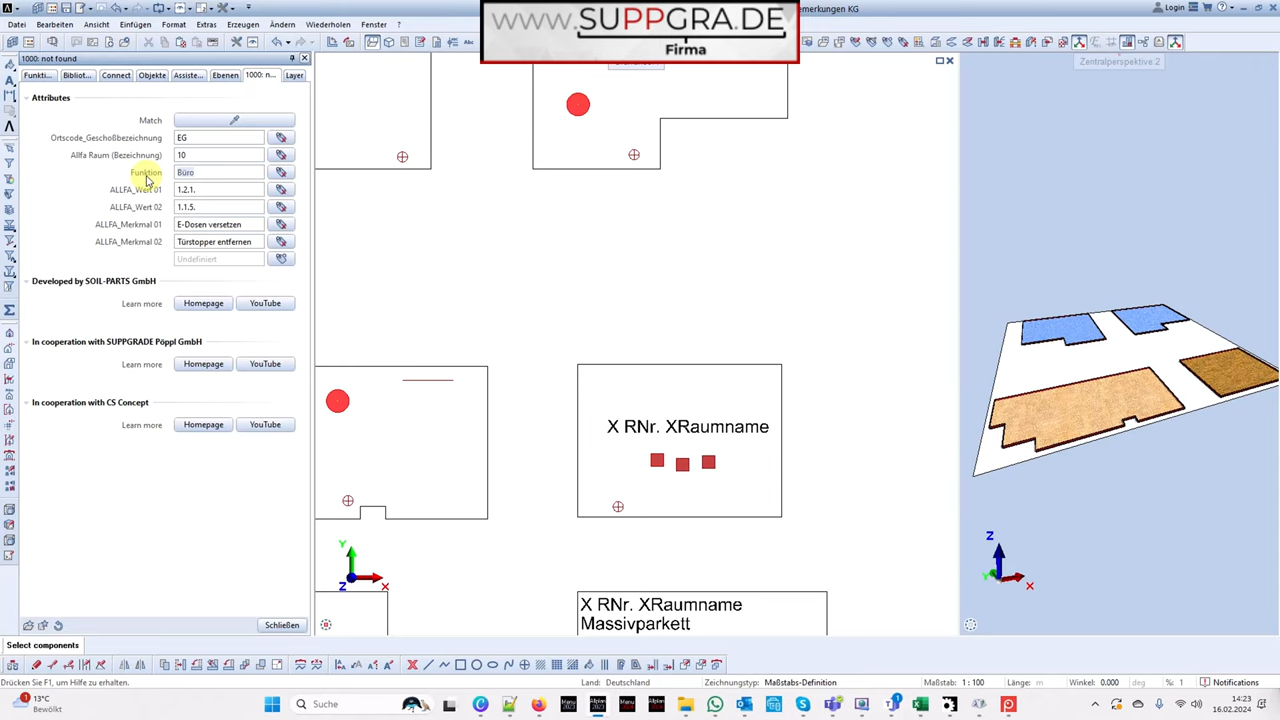 www.SUPPGRA.DE
Firma
emerkungen KG
Login
Datei Bearbeiten Ansicht Einfügen Format Extras Erzeugen Ändern Wiederholen Fenster
1000: not found
Funkti... Bibliot... Connect Objekte Assiste... Ebenen 1000: n... Layer
Zentralperspektive:2
Attributes
Match
Ortscode_Geschoßbezeichnung EG
Allfa Raum (Bezeichnung) 10
Funktion Büro
ALLFA_Wert 01 1.2.1.
ALLFA_Wert 02 1.1.5.
ALLFA_Merkmal 01 E-Dosen versetzen
ALLFA_Merkmal 02 Türstopper entfernen
Undefiniert
Developed by SOIL-PARTS GmbH
Learn more Homepage YouTube
In cooperation with SUPPGRADE Pöppl GmbH
Learn more Homepage YouTube
In cooperation with CS Concept
Learn more Homepage YouTube
X RNr. XRaumname
Y
Z
X
Z
Y
X
X RNr. XRaumname
Massivparkett
Schließen
Select components
Drücken Sie F1, um Hilfe zu erhalten. Land: Deutschland Zeichnungstyp: Maßstabs-Definition Maßstab: 1 : 100 Länge: m Winkel: 0.000 deg %: 1 Notifications
13°C
Bewölkt
Suche
14:23
16.02.2024